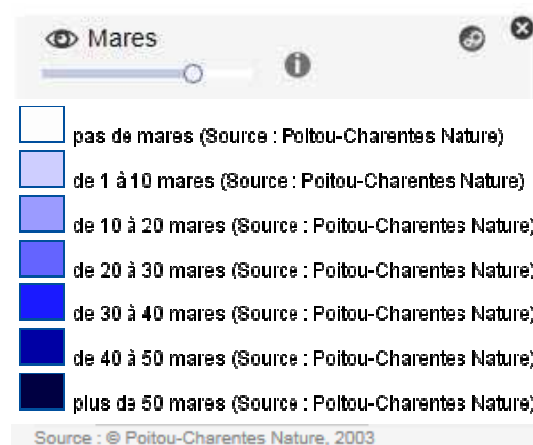 Mares
pas de mares (Source : Poitou-Charentes Nature)
de 1 à 10 mares (Source : Poitou-Charentes Nature)
de 10 à 20 mares (Source : Poitou-Charentes Nature)
de 20 à 30 mares (Source : Poitou-Charentes Nature)
de 30 à 40 mares (Source : Poitou-Charentes Nature)
de 40 à 50 mares (Source : Poitou-Charentes Nature)
plus de 50 mares (Source : Poitou-Charentes Nature)
Source : © Poitou-Charentes Nature, 2003